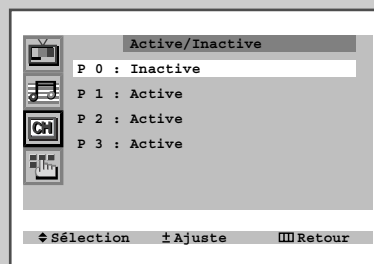 Active/Inactive
P 0 : Inactive
P 1 : Active
P 2 : Active
P 3 : Active
CH
Sélection ± Ajuste Retour